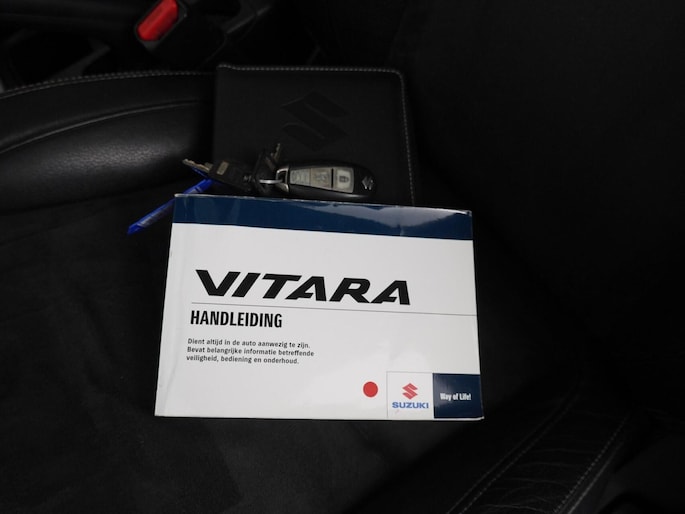 VITARA
HANDLEIDING
Dient altijd in de auto aanwezig te zijn.
Bevat belangrijke informatie betreffende
veiligheid, bediening en onderhoud.
SUZUKI
Way of Life!